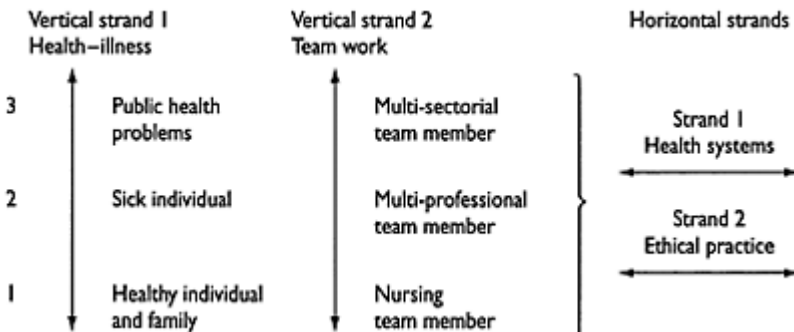 Vertical strand 1
Health–illness
Vertical strand 2
Team work
Horizontal strands
3
Public health
problems
Multi-sectorial
team member
Strand 1
Health systems
2
Sick individual
Multi-professional
team member
Strand 2
Ethical practice
1
Healthy individual
and family
Nursing
team member